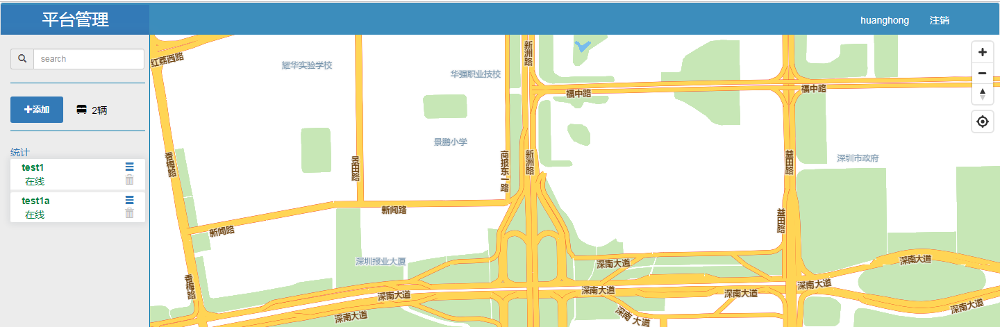 平台管理
huanghong
注销
search
添加
2辆
统计
test1
在线
test1a
在线
红荔西路
耀华实验学校
华强职业技校
新洲路
福中路
福中路
景鹏小学
香梅路
景田路
商报东一路
新洲路
益田路
深圳市政府
新闻路
新闻路
益田路
深圳报业大厦
深南大道
深南大道
香梅路
深南大道
深南大道
深南大道
深南大道
深南大道
深南大道
深南大道